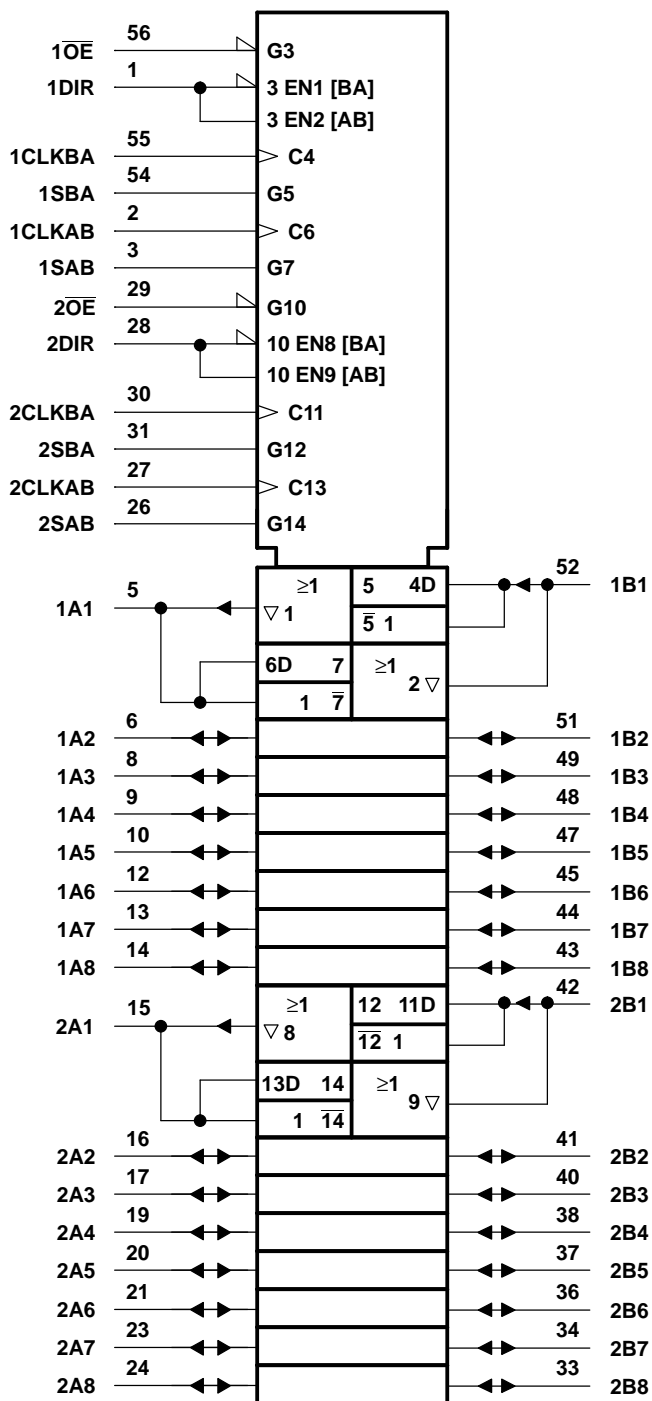 1O̅E̅ 56 G3
1DIR 1 3 EN1 [BA]
3 EN2 [AB]
1CLKBA 55 C4
1SBA 54 G5
1CLKAB 2 C6
1SAB 3 G7
2O̅E̅ 29 G10
2DIR 28 10 EN8 [BA]
10 EN9 [AB]
2CLKBA 30 C11
2SBA 31 G12
2CLKAB 27 C13
2SAB 26 G14
1A1 5 ≥1 ▽ 1 5 4D 52 1B1
5̅ 1
6D 7 ≥1
1 7̅ 2 ▽
1A2 6 51 1B2
1A3 8 49 1B3
1A4 9 48 1B4
1A5 10 47 1B5
1A6 12 45 1B6
1A7 13 44 1B7
1A8 14 43 1B8
2A1 15 ≥1 ▽ 8 12 11D 42 2B1
1̅2̅ 1
13D 14 ≥1
1 1̅4̅ 9 ▽
2A2 16 41 2B2
2A3 17 40 2B3
2A4 19 38 2B4
2A5 20 37 2B5
2A6 21 36 2B6
2A7 23 34 2B7
2A8 24 33 2B8